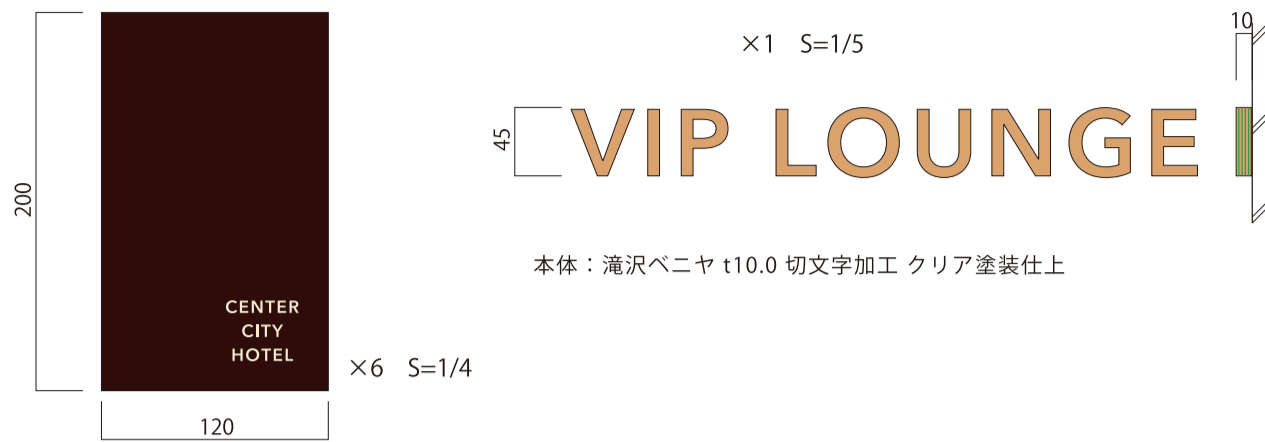 200
CENTER
CITY
HOTEL
×6 S=1/4
120
×1 S=1/5
10
45
VIP LOUNGE
本体：滝沢ベニヤ t10.0 切文字加工 クリア塗装仕上